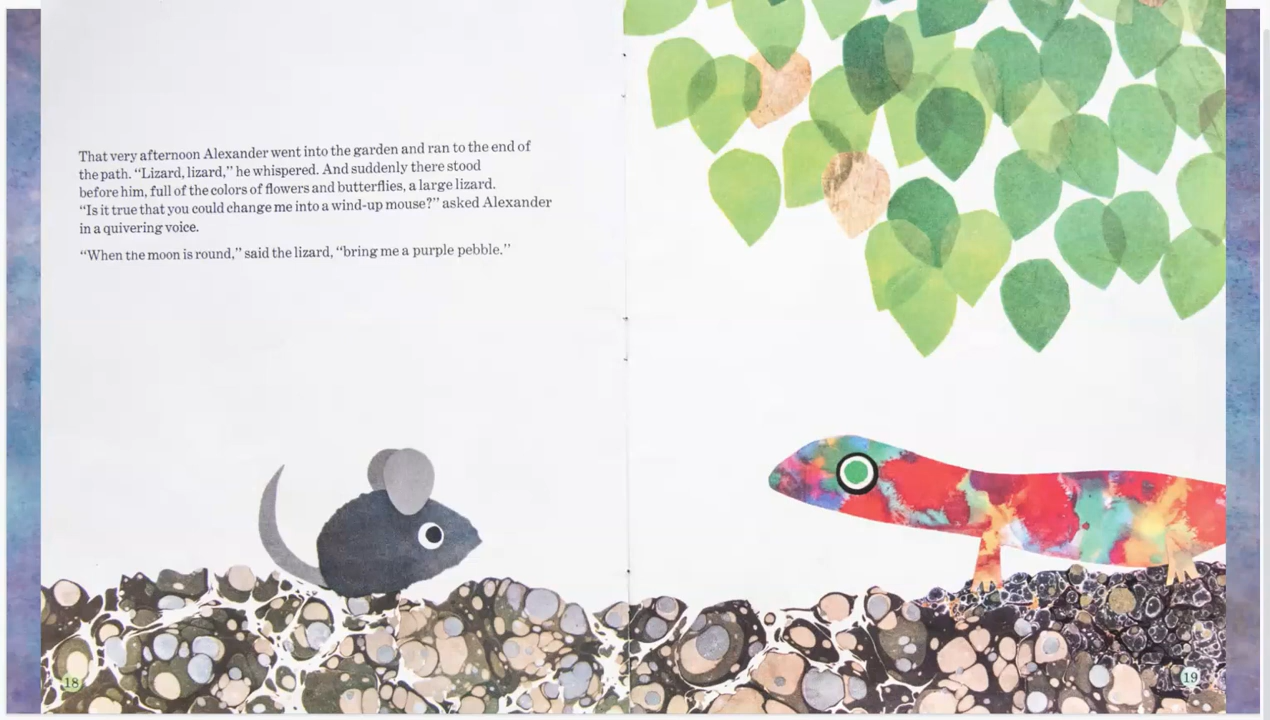 That very afternoon Alexander went into the garden and ran to the end of
the path. “Lizard, lizard,” he whispered. And suddenly there stood
before him, full of the colors of flowers and butterflies, a large lizard.
“Is it true that you could change me into a wind-up mouse?” asked Alexander
in a quivering voice.
“When the moon is round,” said the lizard, “bring me a purple pebble.”
18
19